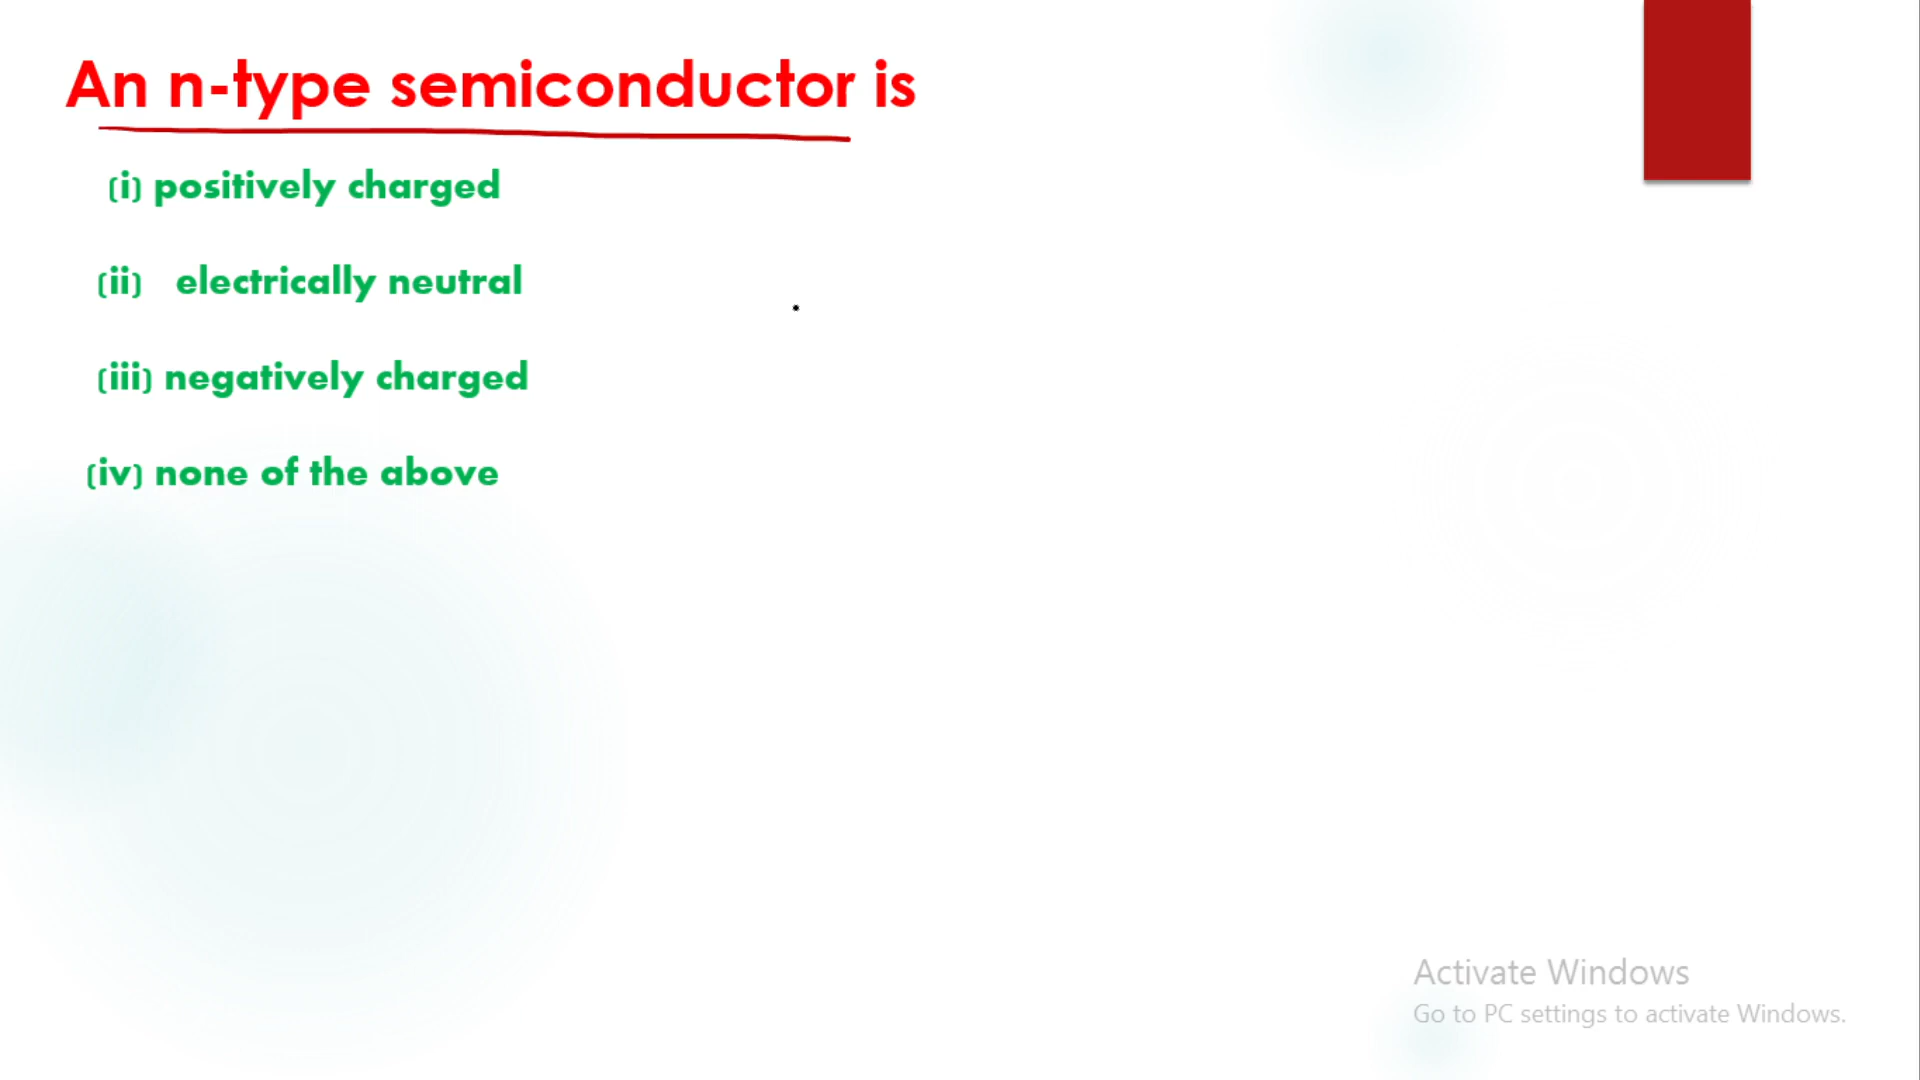 An n-type semiconductor is
(i) positively charged
(ii) electrically neutral
(iii) negatively charged
(iv) none of the above
Activate Windows
Go to PC settings to activate Windows.